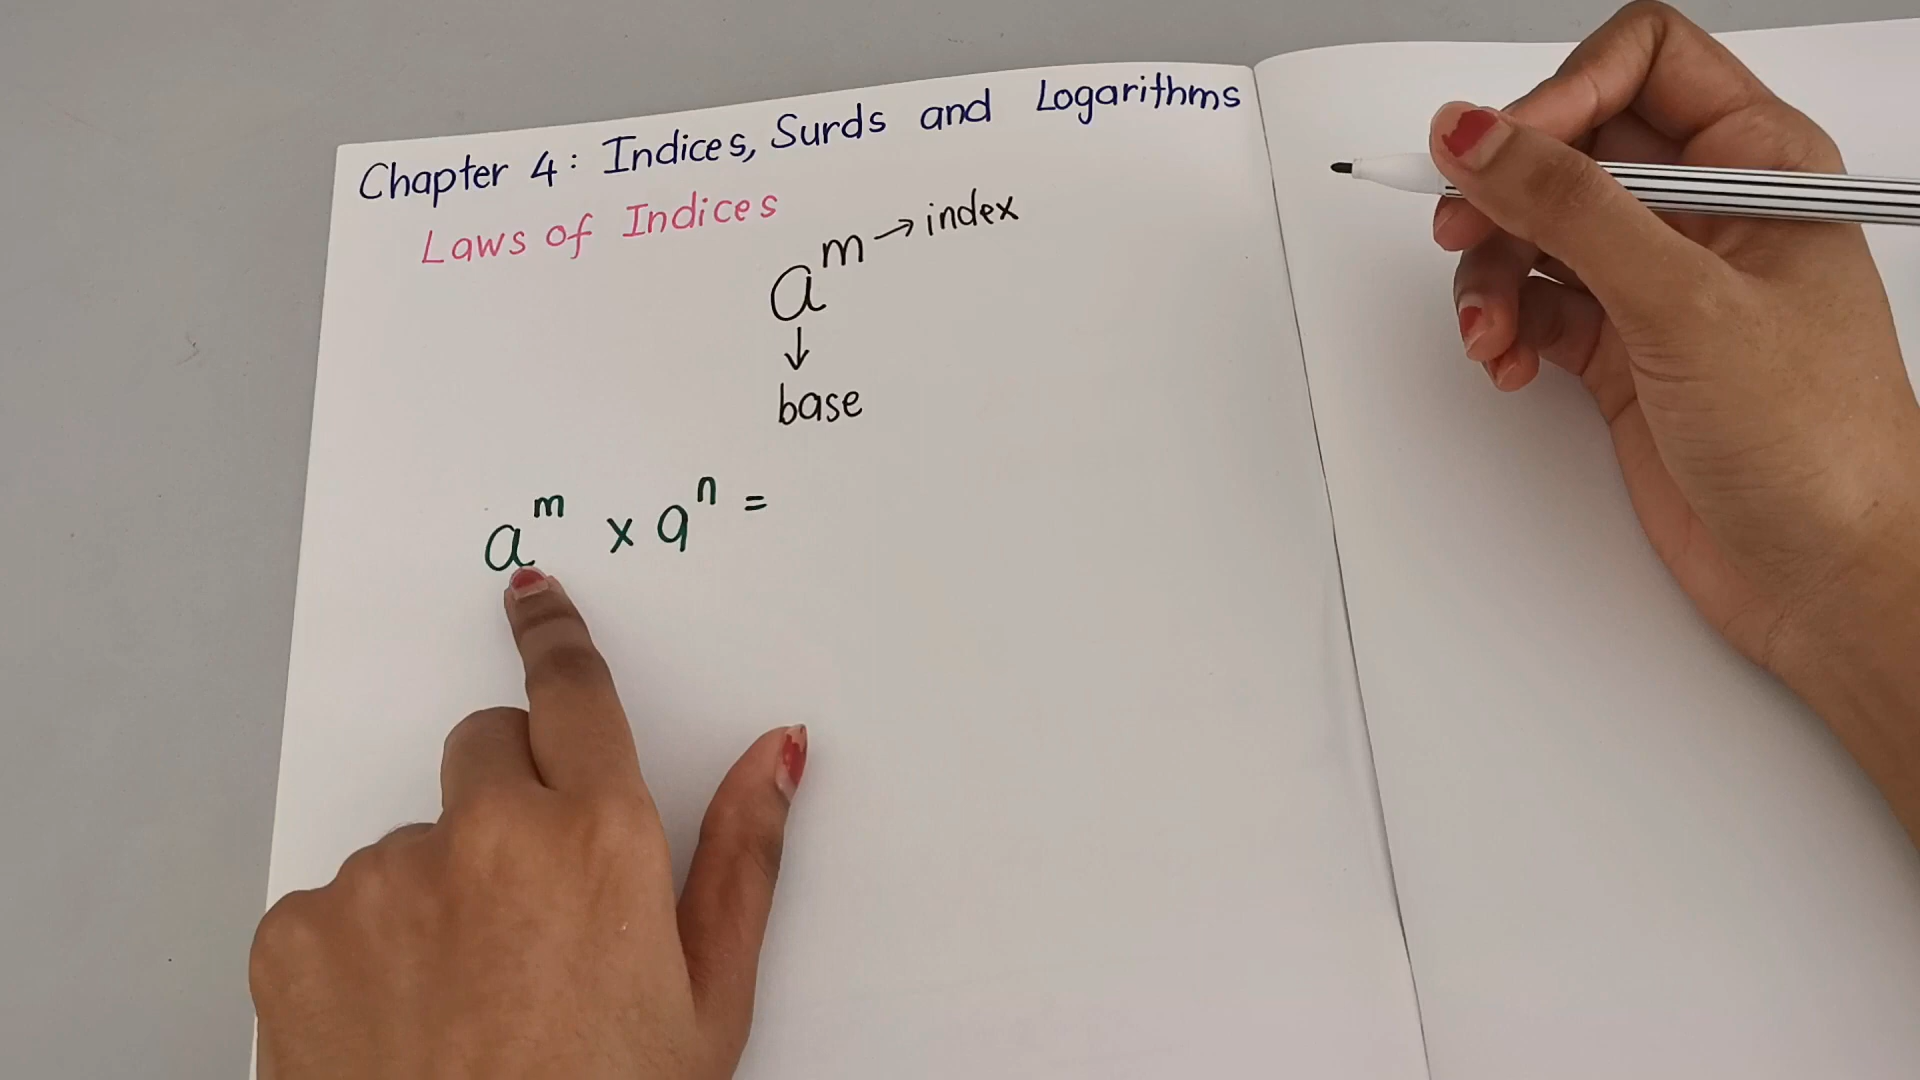 Chapter 4: Indices, Surds and Logarithms
Laws of Indices
a^m → index
↓
base
a^m x a^n =